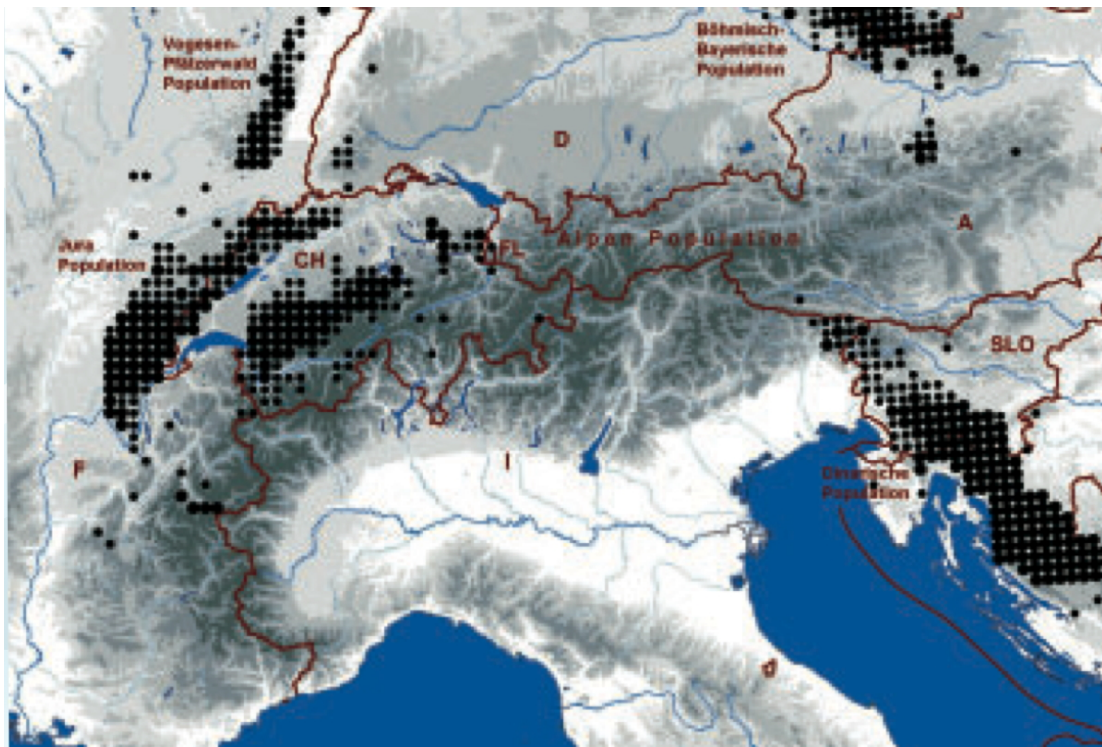 Vogesen-
Pfälzerwald
Population
Böhmisch-
Bayerische
Population
D
Jura
Population
CH
FL
Alpen Population
A
SLO
F
I
Dinarische
Population